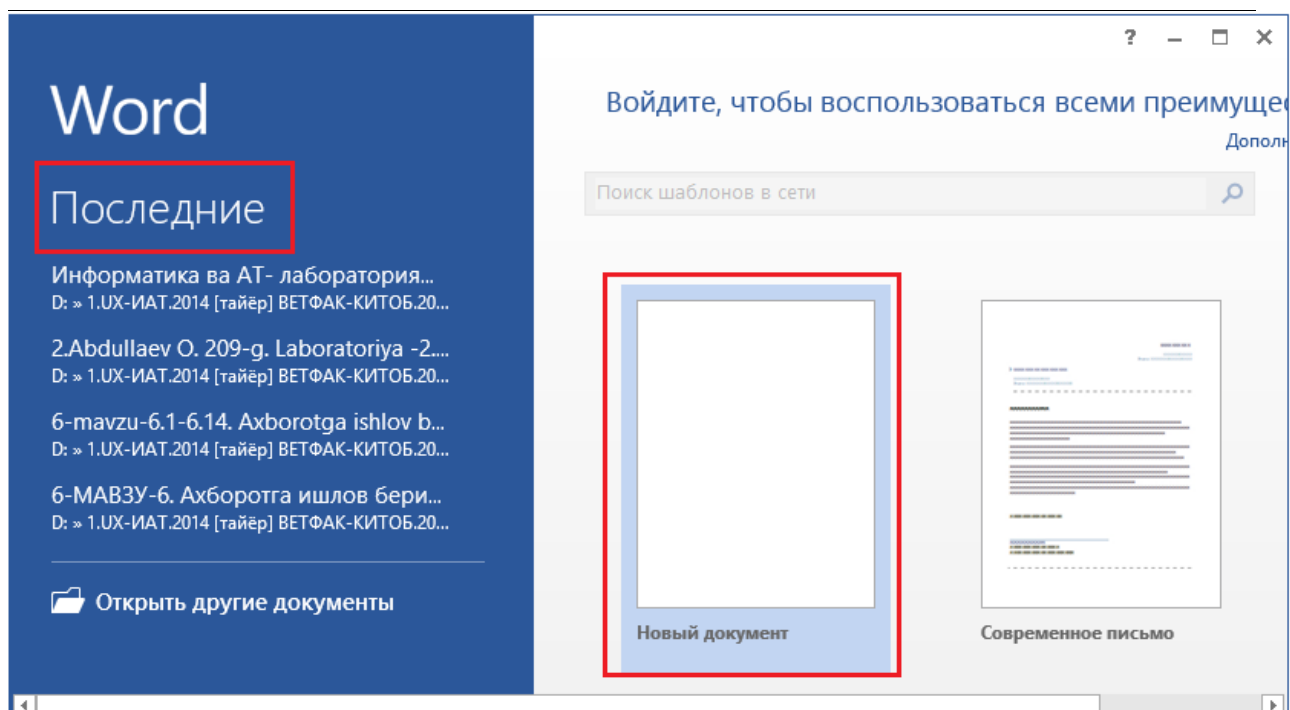 Word
Последние
Информатика ва АТ- лаборатория...
D: » 1.UX-ИАТ.2014 [тайёр] ВЕТФАК-КИТОБ.20...
2.Abdullaev O. 209-g. Laboratoriya -2....
D: » 1.UX-ИАТ.2014 [тайёр] ВЕТФАК-КИТОБ.20...
6-mavzu-6.1-6.14. Axborotga ishlov b...
D: » 1.UX-ИАТ.2014 [тайёр] ВЕТФАК-КИТОБ.20...
6-МАВЗУ-6. Ахборотга ишлов бери...
D: » 1.UX-ИАТ.2014 [тайёр] ВЕТФАК-КИТОБ.20...
Открыть другие документы
Войдите, чтобы воспользоваться всеми преимущес
Дополн
Поиск шаблонов в сети
Новый документ
Современное письмо